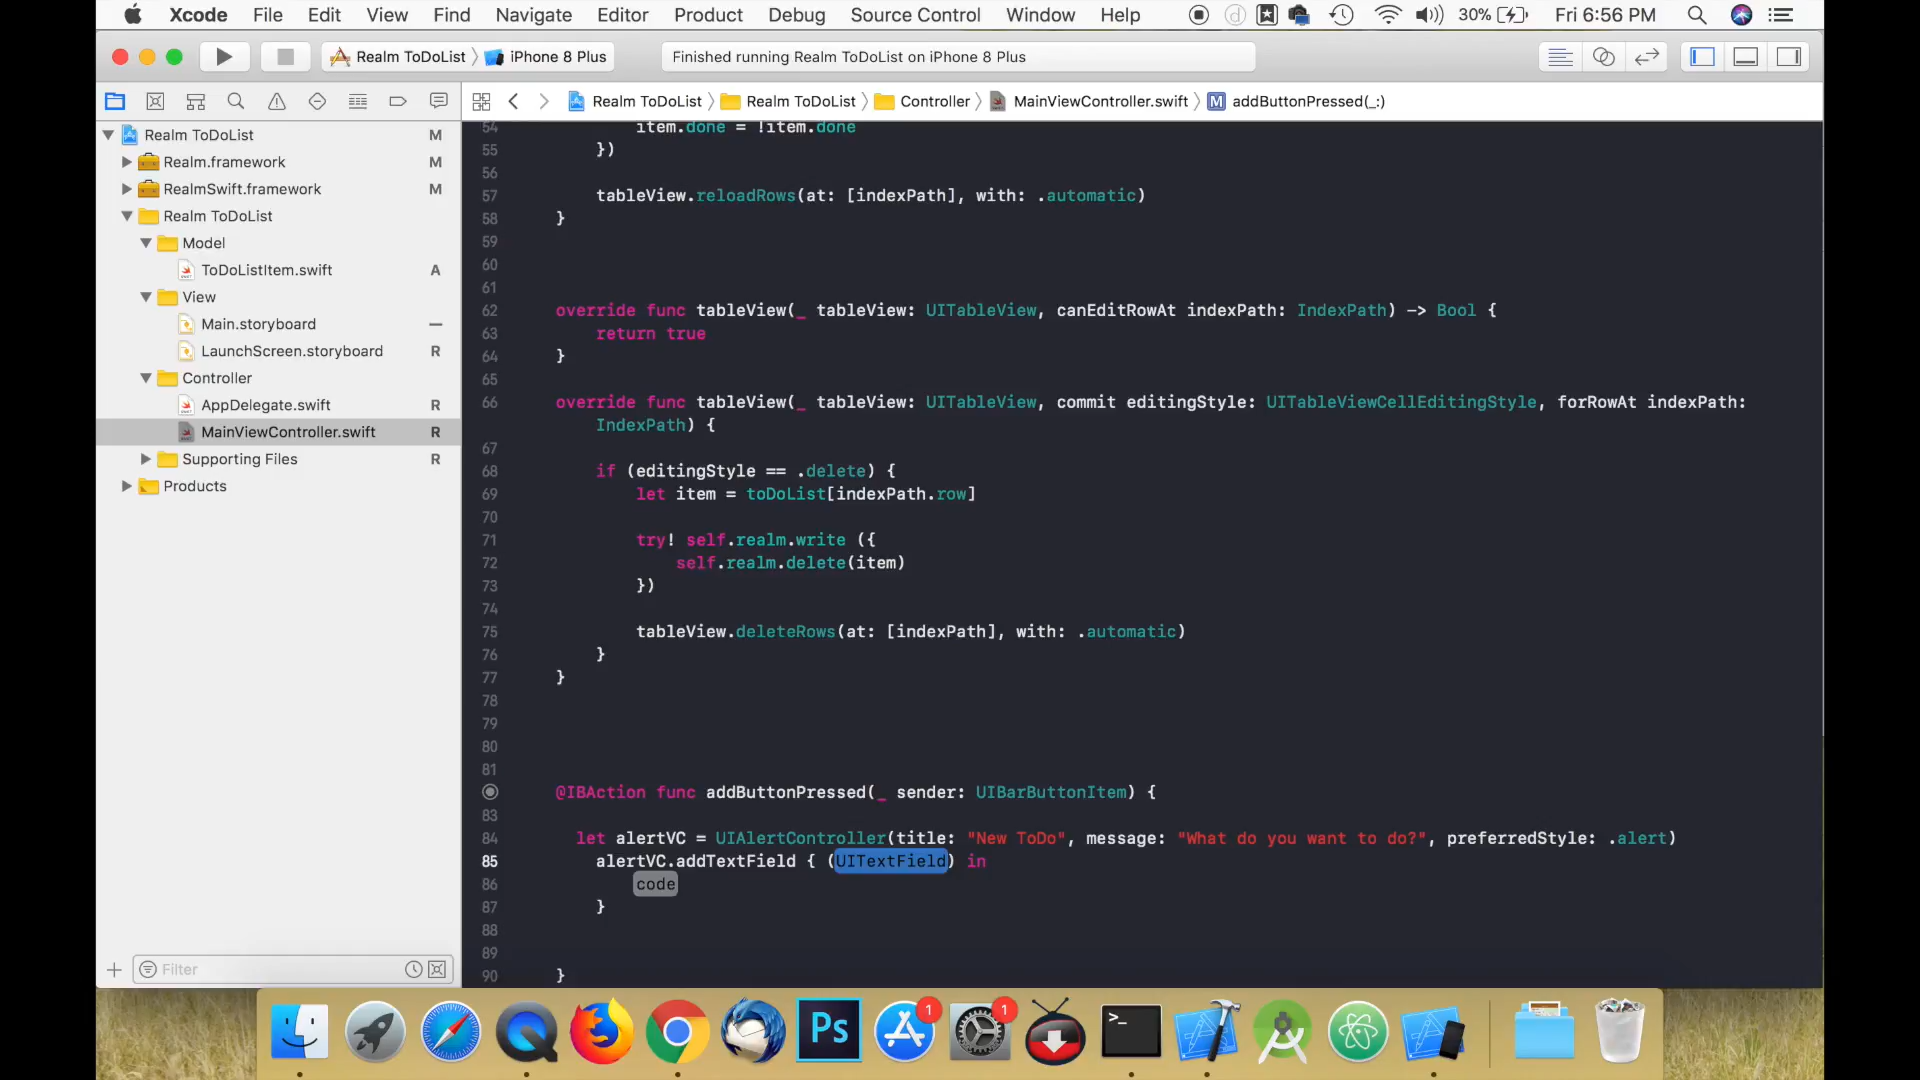 Xcode File Edit View Find Navigate Editor Product Debug Source Control Window Help 30% Fri 6:56 PM
Realm ToDoList iPhone 8 Plus Finished running Realm ToDoList on iPhone 8 Plus
Realm ToDoList Realm ToDoList Controller MainViewController.swift M addButtonPressed(_:)
Realm ToDoList M
Realm.framework M
RealmSwift.framework M
Realm ToDoList
Model
ToDoListItem.swift A
View
Main.storyboard
LaunchScreen.storyboard R
Controller
AppDelegate.swift R
MainViewController.swift R
Supporting Files R
Products
Filter
54 item.done = !item.done
55 })
56
57 tableView.reloadRows(at: [indexPath], with: .automatic)
58 }
59
60
61
62 override func tableView(_ tableView: UITableView, canEditRowAt indexPath: IndexPath) -> Bool {
63 return true
64 }
65
66 override func tableView(_ tableView: UITableView, commit editingStyle: UITableViewCellEditingStyle, forRowAt indexPath:
IndexPath) {
67
68 if (editingStyle == .delete) {
69 let item = toDoList[indexPath.row]
70
71 try! self.realm.write ({
72 self.realm.delete(item)
73 })
74
75 tableView.deleteRows(at: [indexPath], with: .automatic)
76 }
77 }
78
79
80
81
@IBAction func addButtonPressed(_ sender: UIBarButtonItem) {
83
84 let alertVC = UIAlertController(title: "New ToDo", message: "What do you want to do?", preferredStyle: .alert)
85 alertVC.addTextField { (UITextField) in
86 code
87 }
88
89
90 }
Ps 1 1 >_